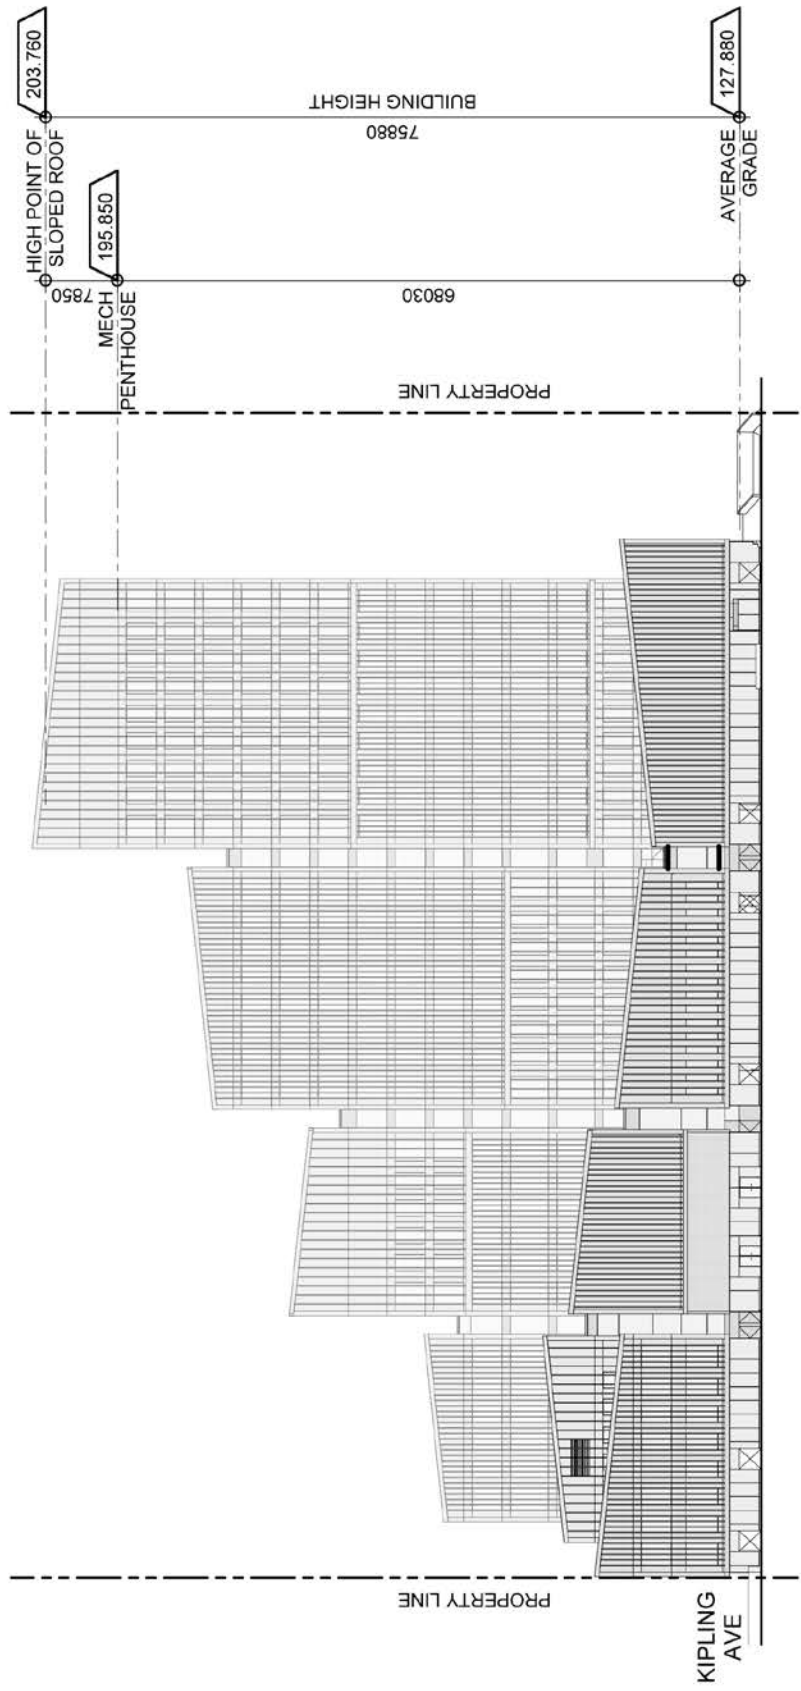 203.760
HIGH POINT OF
SLOPED ROOF
195.850
MECH
PENTHOUSE
7850
68030
75880
BUILDING HEIGHT
127.880
AVERAGE
GRADE
PROPERTY LINE
PROPERTY LINE
KIPLING
AVE